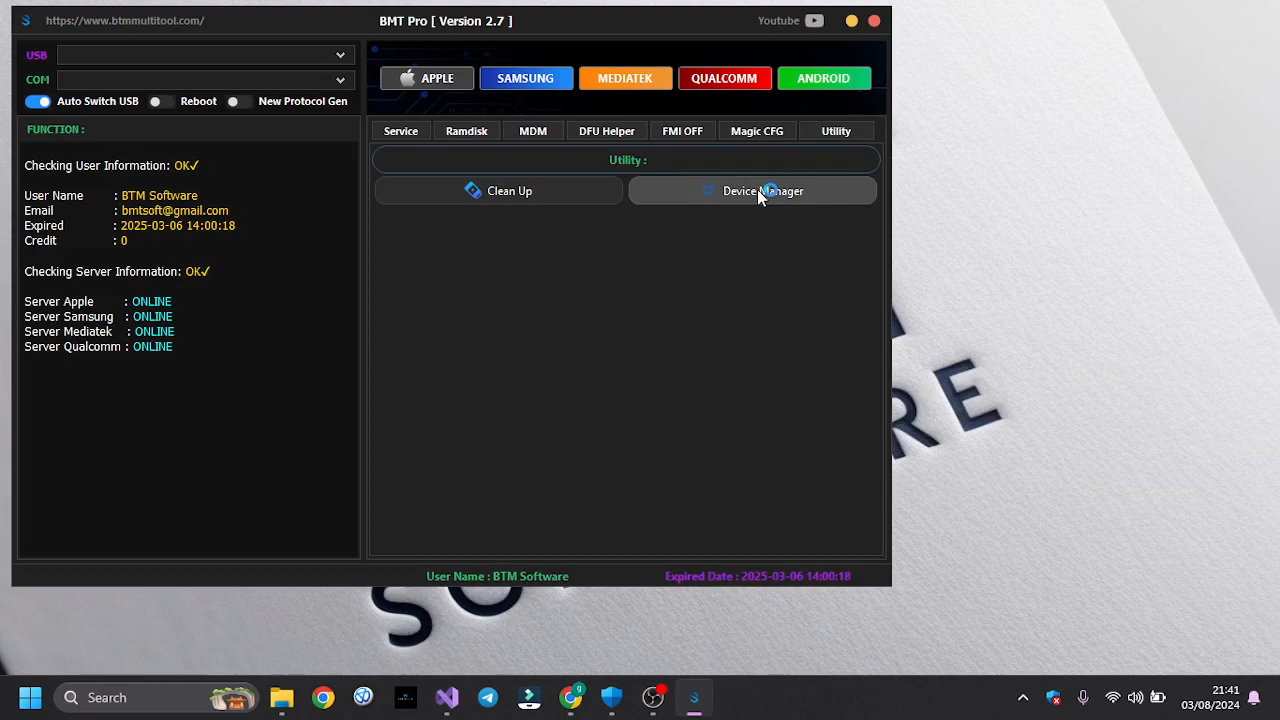 https://www.btmmultitool.com/
BMT Pro [ Version 2.7 ]
Youtube
USB
COM
Auto Switch USB
Reboot
New Protocol Gen
APPLE
SAMSUNG
MEDIATEK
QUALCOMM
ANDROID
FUNCTION :
Service
Ramdisk
MDM
DFU Helper
FMI OFF
Magic CFG
Utility
Utility :
Clean Up
Device Manager
Checking User Information: OK✓
User Name : BTM Software
Email : bmtsoft@gmail.com
Expired : 2025-03-06 14:00:18
Credit : 0
Checking Server Information: OK✓
Server Apple : ONLINE
Server Samsung : ONLINE
Server Mediatek : ONLINE
Server Qualcomm : ONLINE
User Name : BTM Software
Expired Date : 2025-03-06 14:00:18
RE
SO
Search
9
21:41
03/08/2024